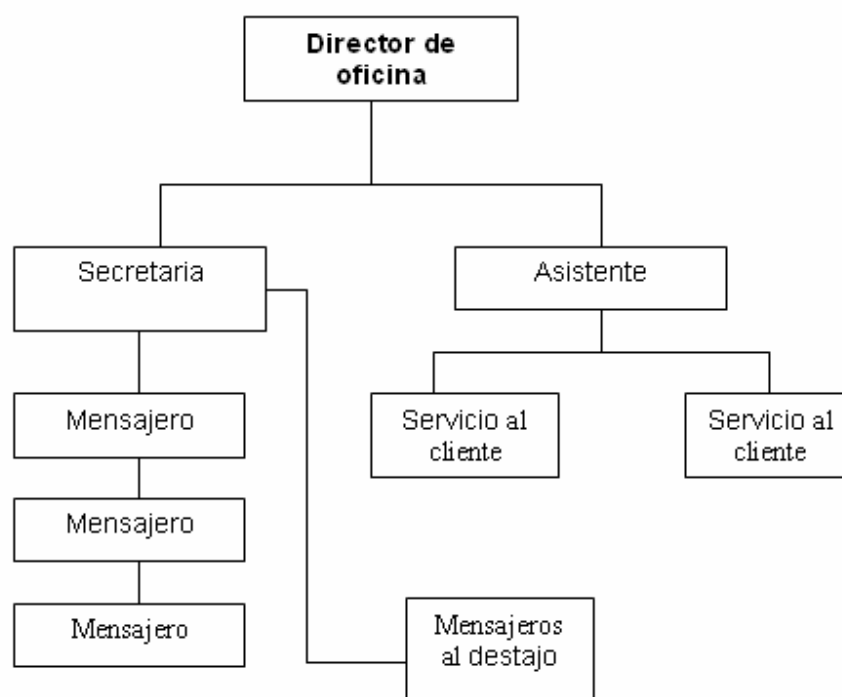 Director de
oficina
Secretaria
Asistente
Mensajero
Servicio al
cliente
Servicio al
cliente
Mensajero
Mensajero
Mensajeros
al destajo